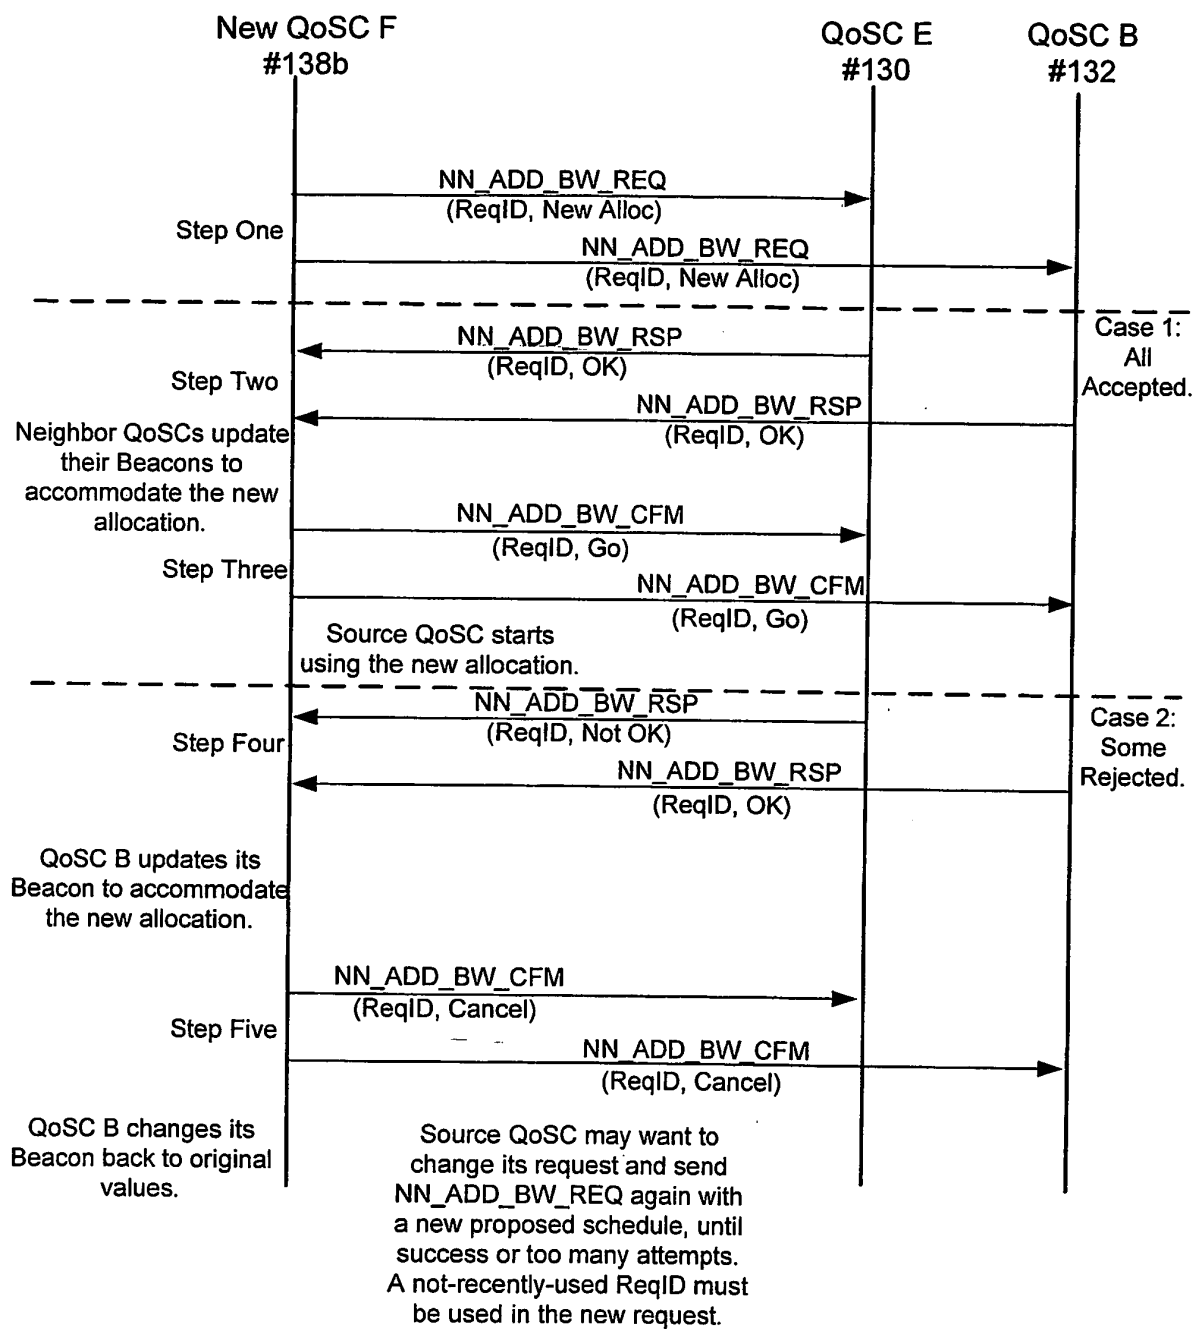 New QoSC F
#138b
QoSC E
#130
QoSC B
#132
NN_ADD_BW_REQ
(ReqID, New Alloc)
Step One
NN_ADD_BW_REQ
(ReqID, New Alloc)
Case 1:
All
Accepted.
NN_ADD_BW_RSP
(ReqID, OK)
Step Two
NN_ADD_BW_RSP
(ReqID, OK)
Neighbor QoSCs update
their Beacons to
accommodate the new
allocation.
NN_ADD_BW_CFM
(ReqID, Go)
Step Three
NN_ADD_BW_CFM
(ReqID, Go)
Source QoSC starts
using the new allocation.
Case 2:
Some
Rejected.
NN_ADD_BW_RSP
(ReqID, Not OK)
Step Four
NN_ADD_BW_RSP
(ReqID, OK)
QoSC B updates its
Beacon to accommodate
the new allocation.
NN_ADD_BW_CFM
(ReqID, Cancel)
Step Five
NN_ADD_BW_CFM
(ReqID, Cancel)
QoSC B changes its
Beacon back to original
values.
Source QoSC may want to
change its request and send
NN_ADD_BW_REQ again with
a new proposed schedule, until
success or too many attempts.
A not-recently-used ReqID must
be used in the new request.